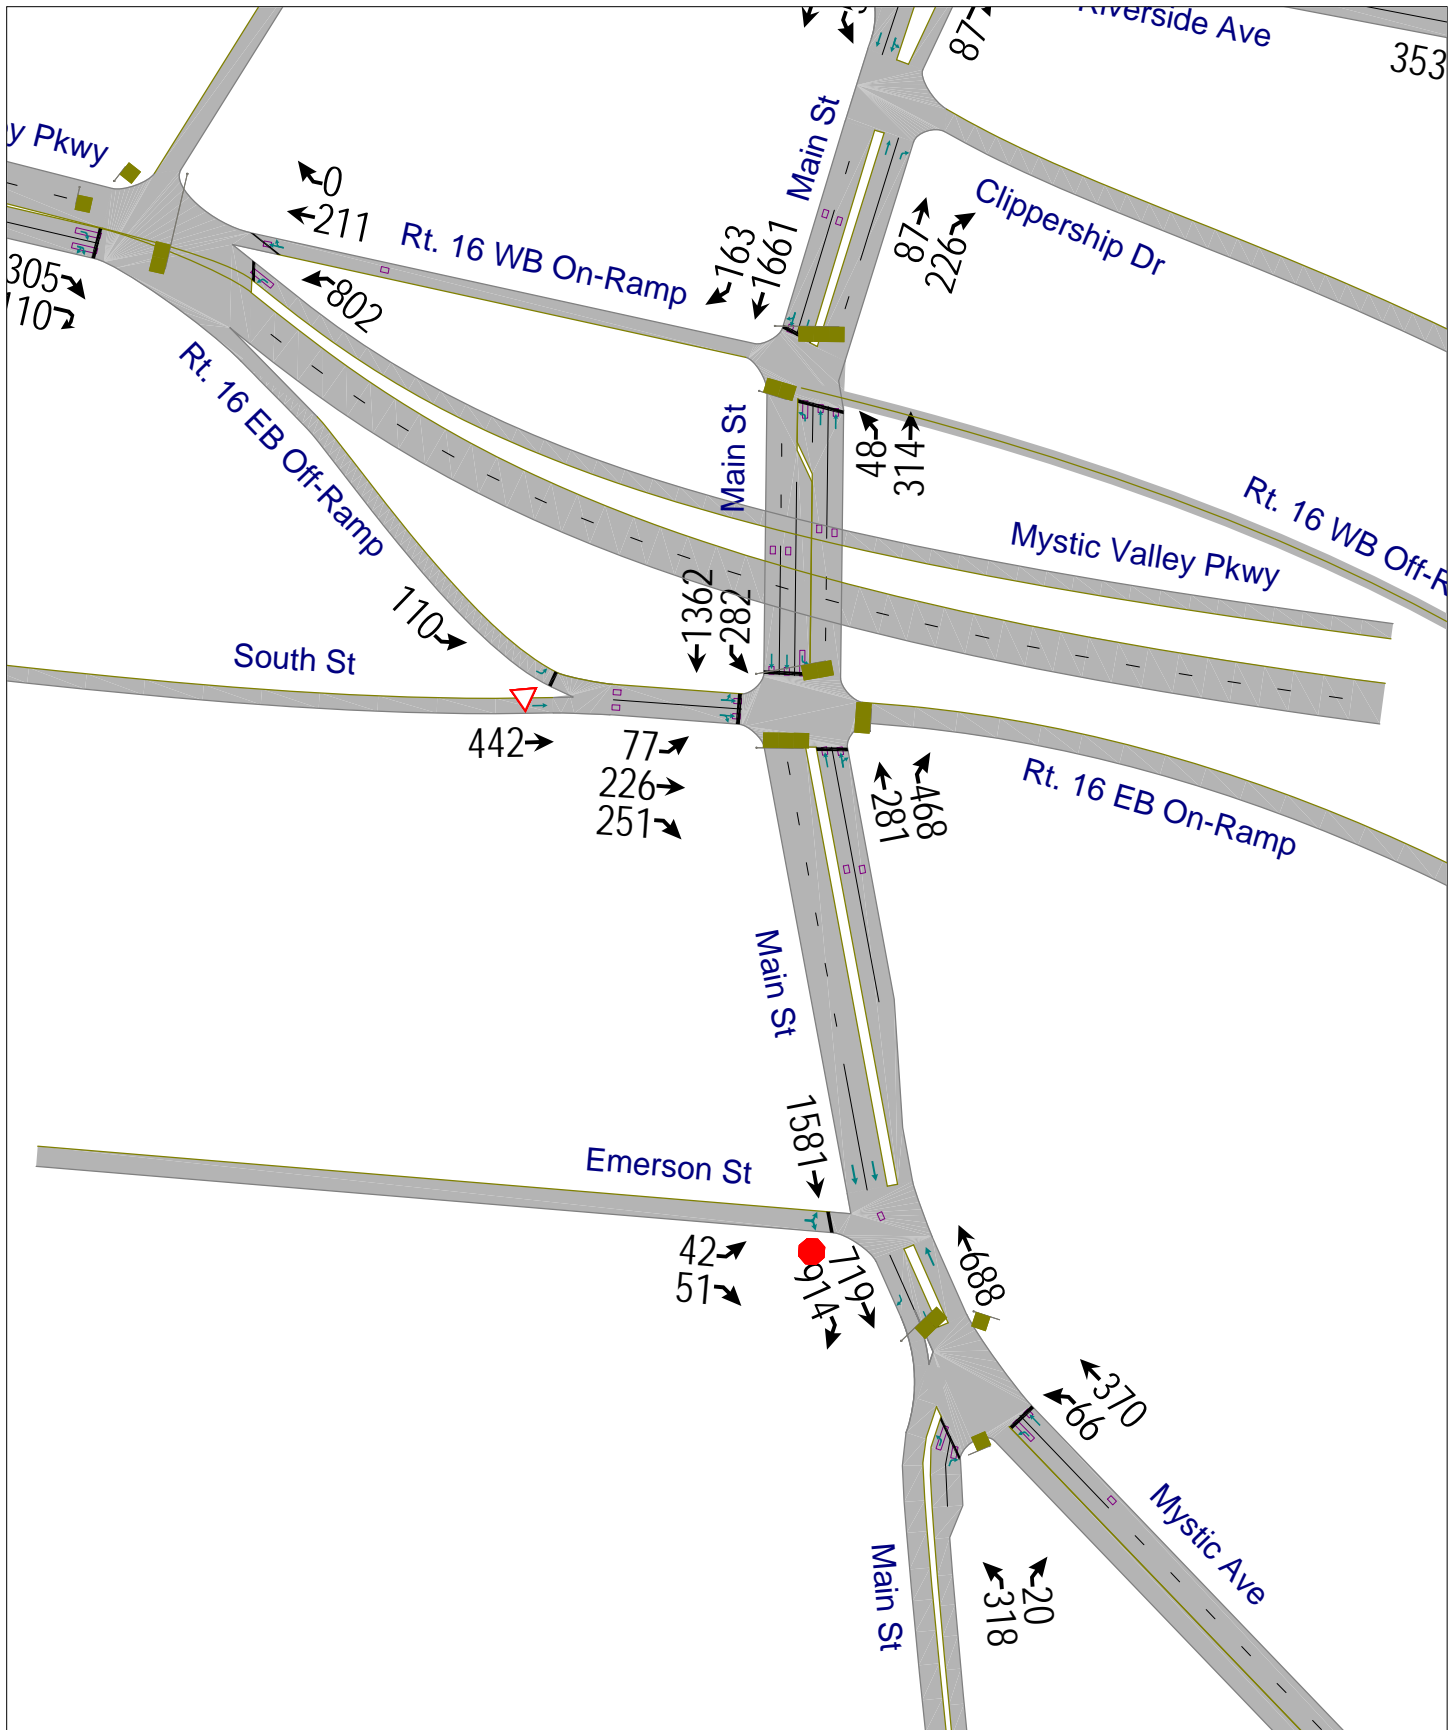 Riverside Ave
87
353
Main St
y Pkwy
0
211
Rt. 16 WB On-Ramp
163
1661
87
226
Clippership Dr
305
110
802
Rt. 16 EB Off-Ramp
Main St
48
314
Rt. 16 WB Off-R
Mystic Valley Pkwy
1362
282
110
South St
442
77
226
251
281
468
Rt. 16 EB On-Ramp
Main St
1581
Emerson St
42
51
914
719
688
370
66
Mystic Ave
Main St
318
20